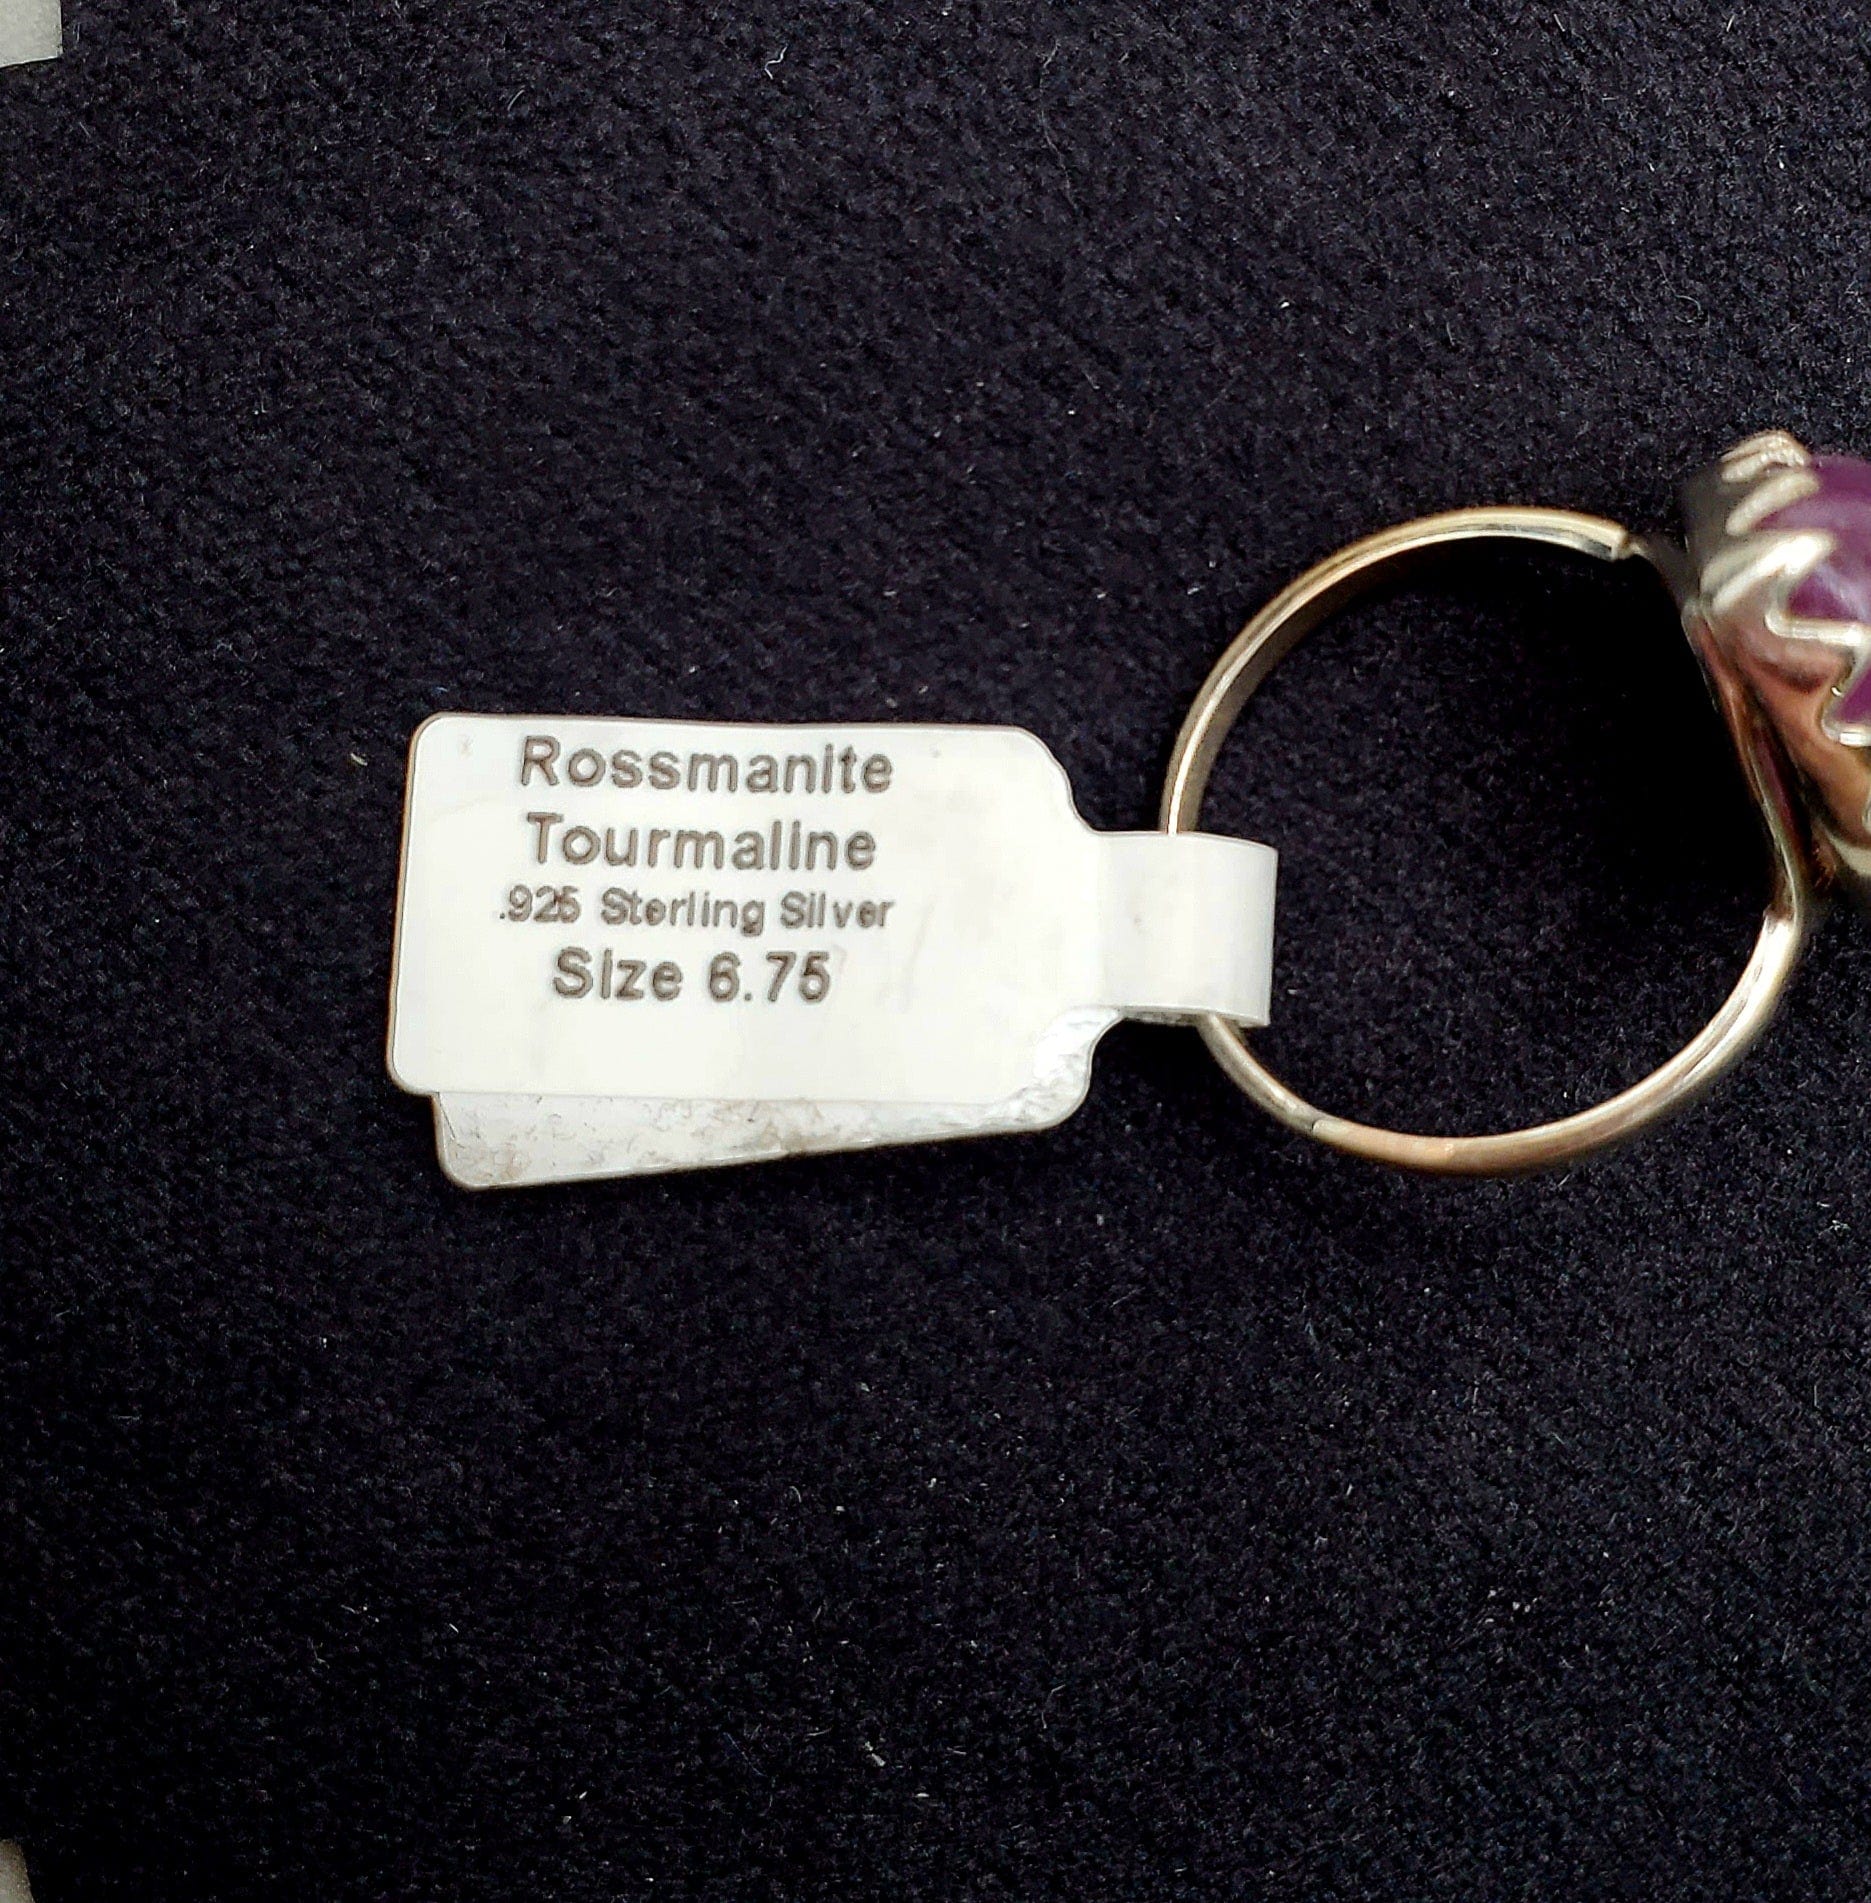 Rossmanite
Tourmaline
.925 Sterling Silver
Size 6.75